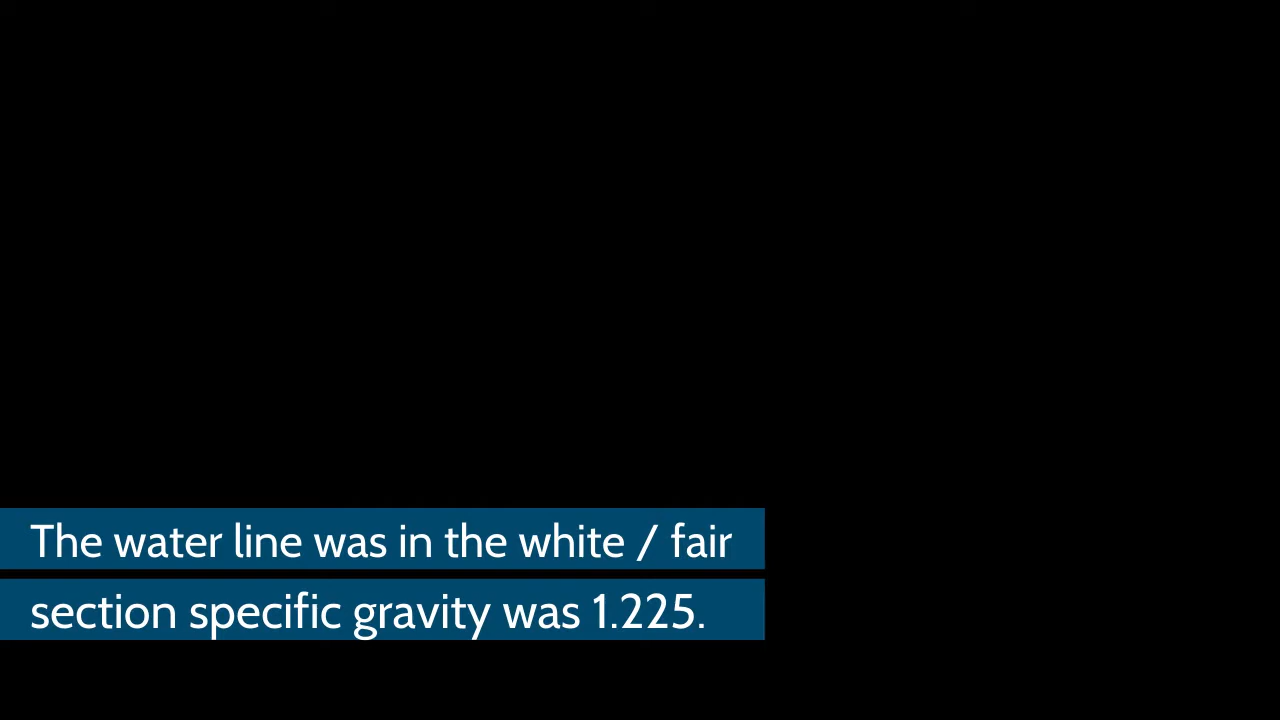 The water line was in the white / fair
section specific gravity was 1.225.